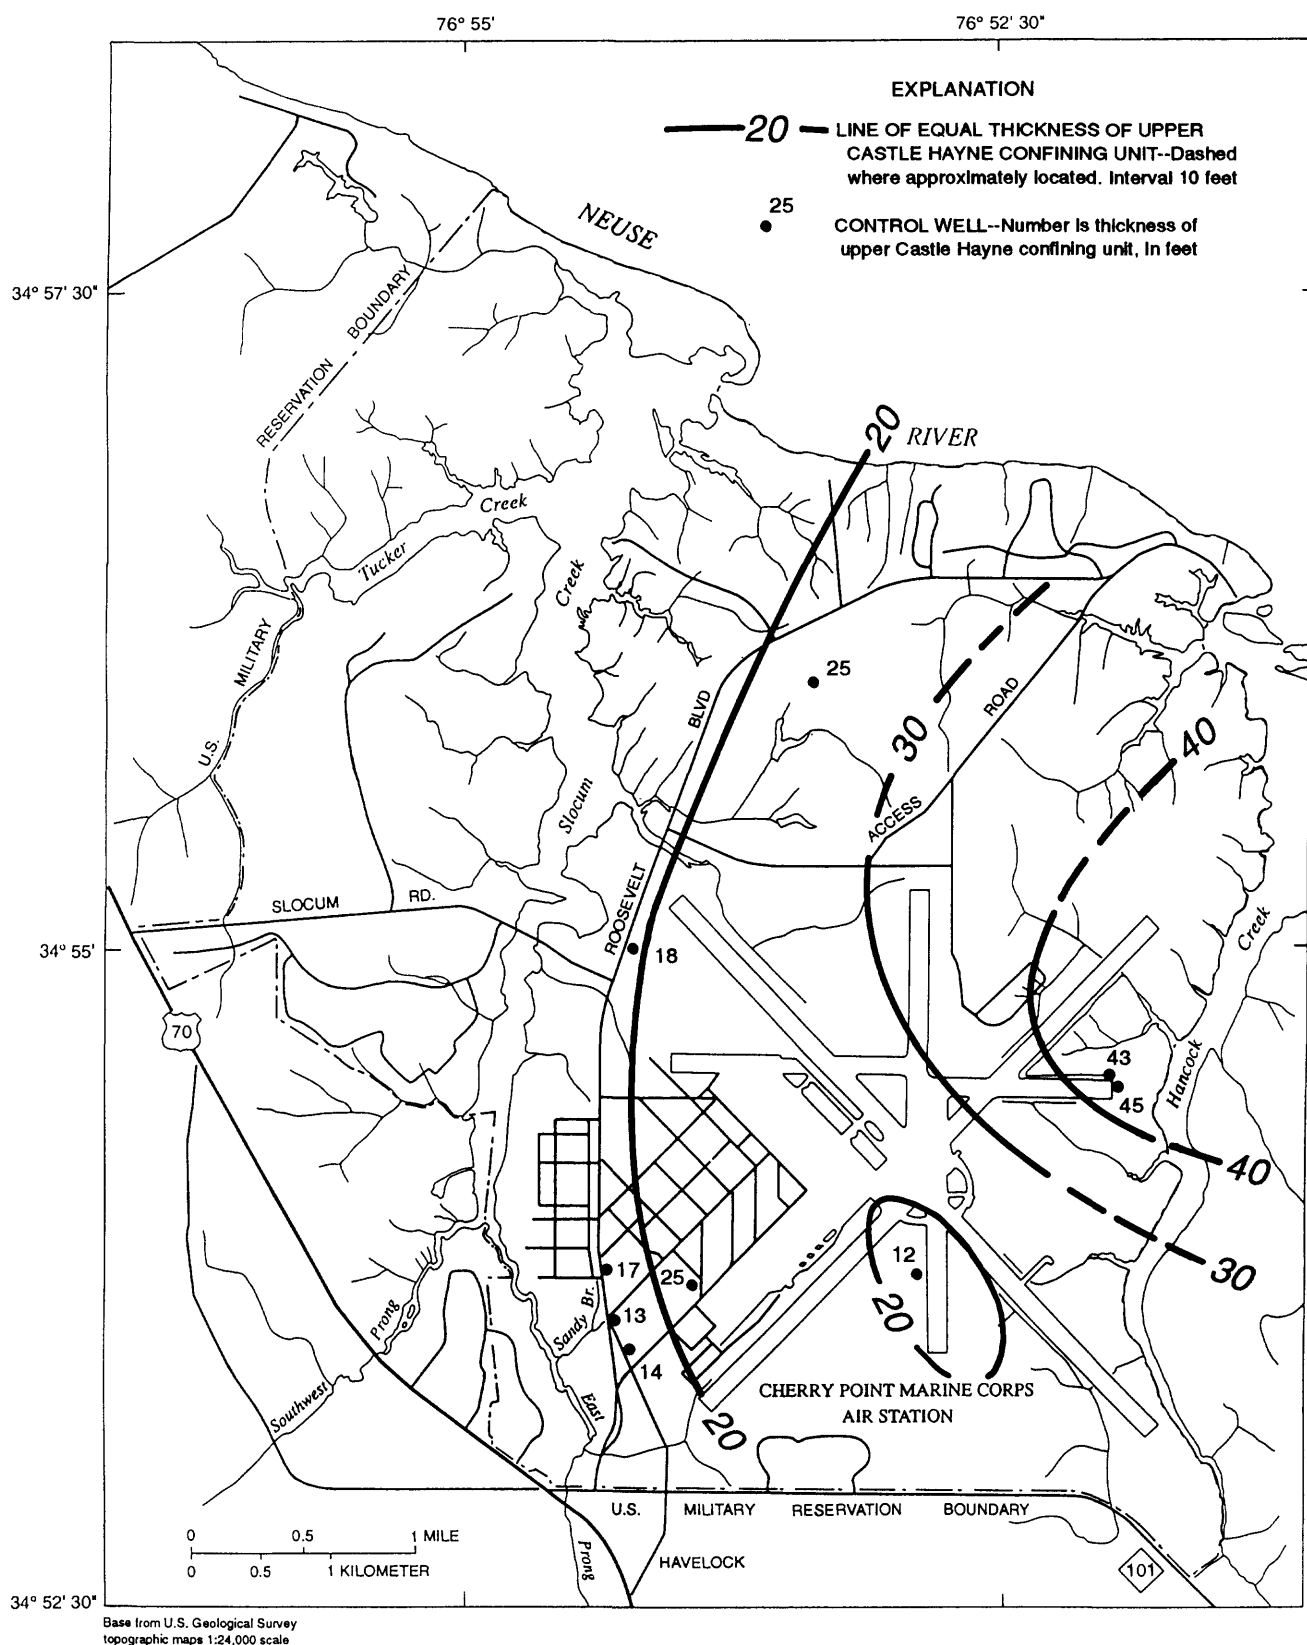 76° 55'
76° 52' 30"
EXPLANATION
20
LINE OF EQUAL THICKNESS OF UPPER
CASTLE HAYNE CONFINING UNIT--Dashed
where approximately located. Interval 10 feet
25
CONTROL WELL--Number is thickness of
upper Castle Hayne confining unit, in feet
NEUSE
34° 57' 30"
RESERVATION BOUNDARY
20
RIVER
Creek
Tucker
Creek
MILITARY
U.S.
25
BLVD
ROAD
30
40
Slocum
ACCESS
ROOSEVELT
SLOCUM RD.
34° 55'
18
Creek
70
Hancock
43
45
40
30
17
25
12
20
Sandy Br.
13
14
Prong
Southwest
East
CHERRY POINT MARINE CORPS
AIR STATION
20
U.S. MILITARY RESERVATION BOUNDARY
0 0.5 1 MILE
0 0.5 1 KILOMETER
HAVELOCK
Prong
101
34° 52' 30"
Base from U.S. Geological Survey
topographic maps 1:24,000 scale